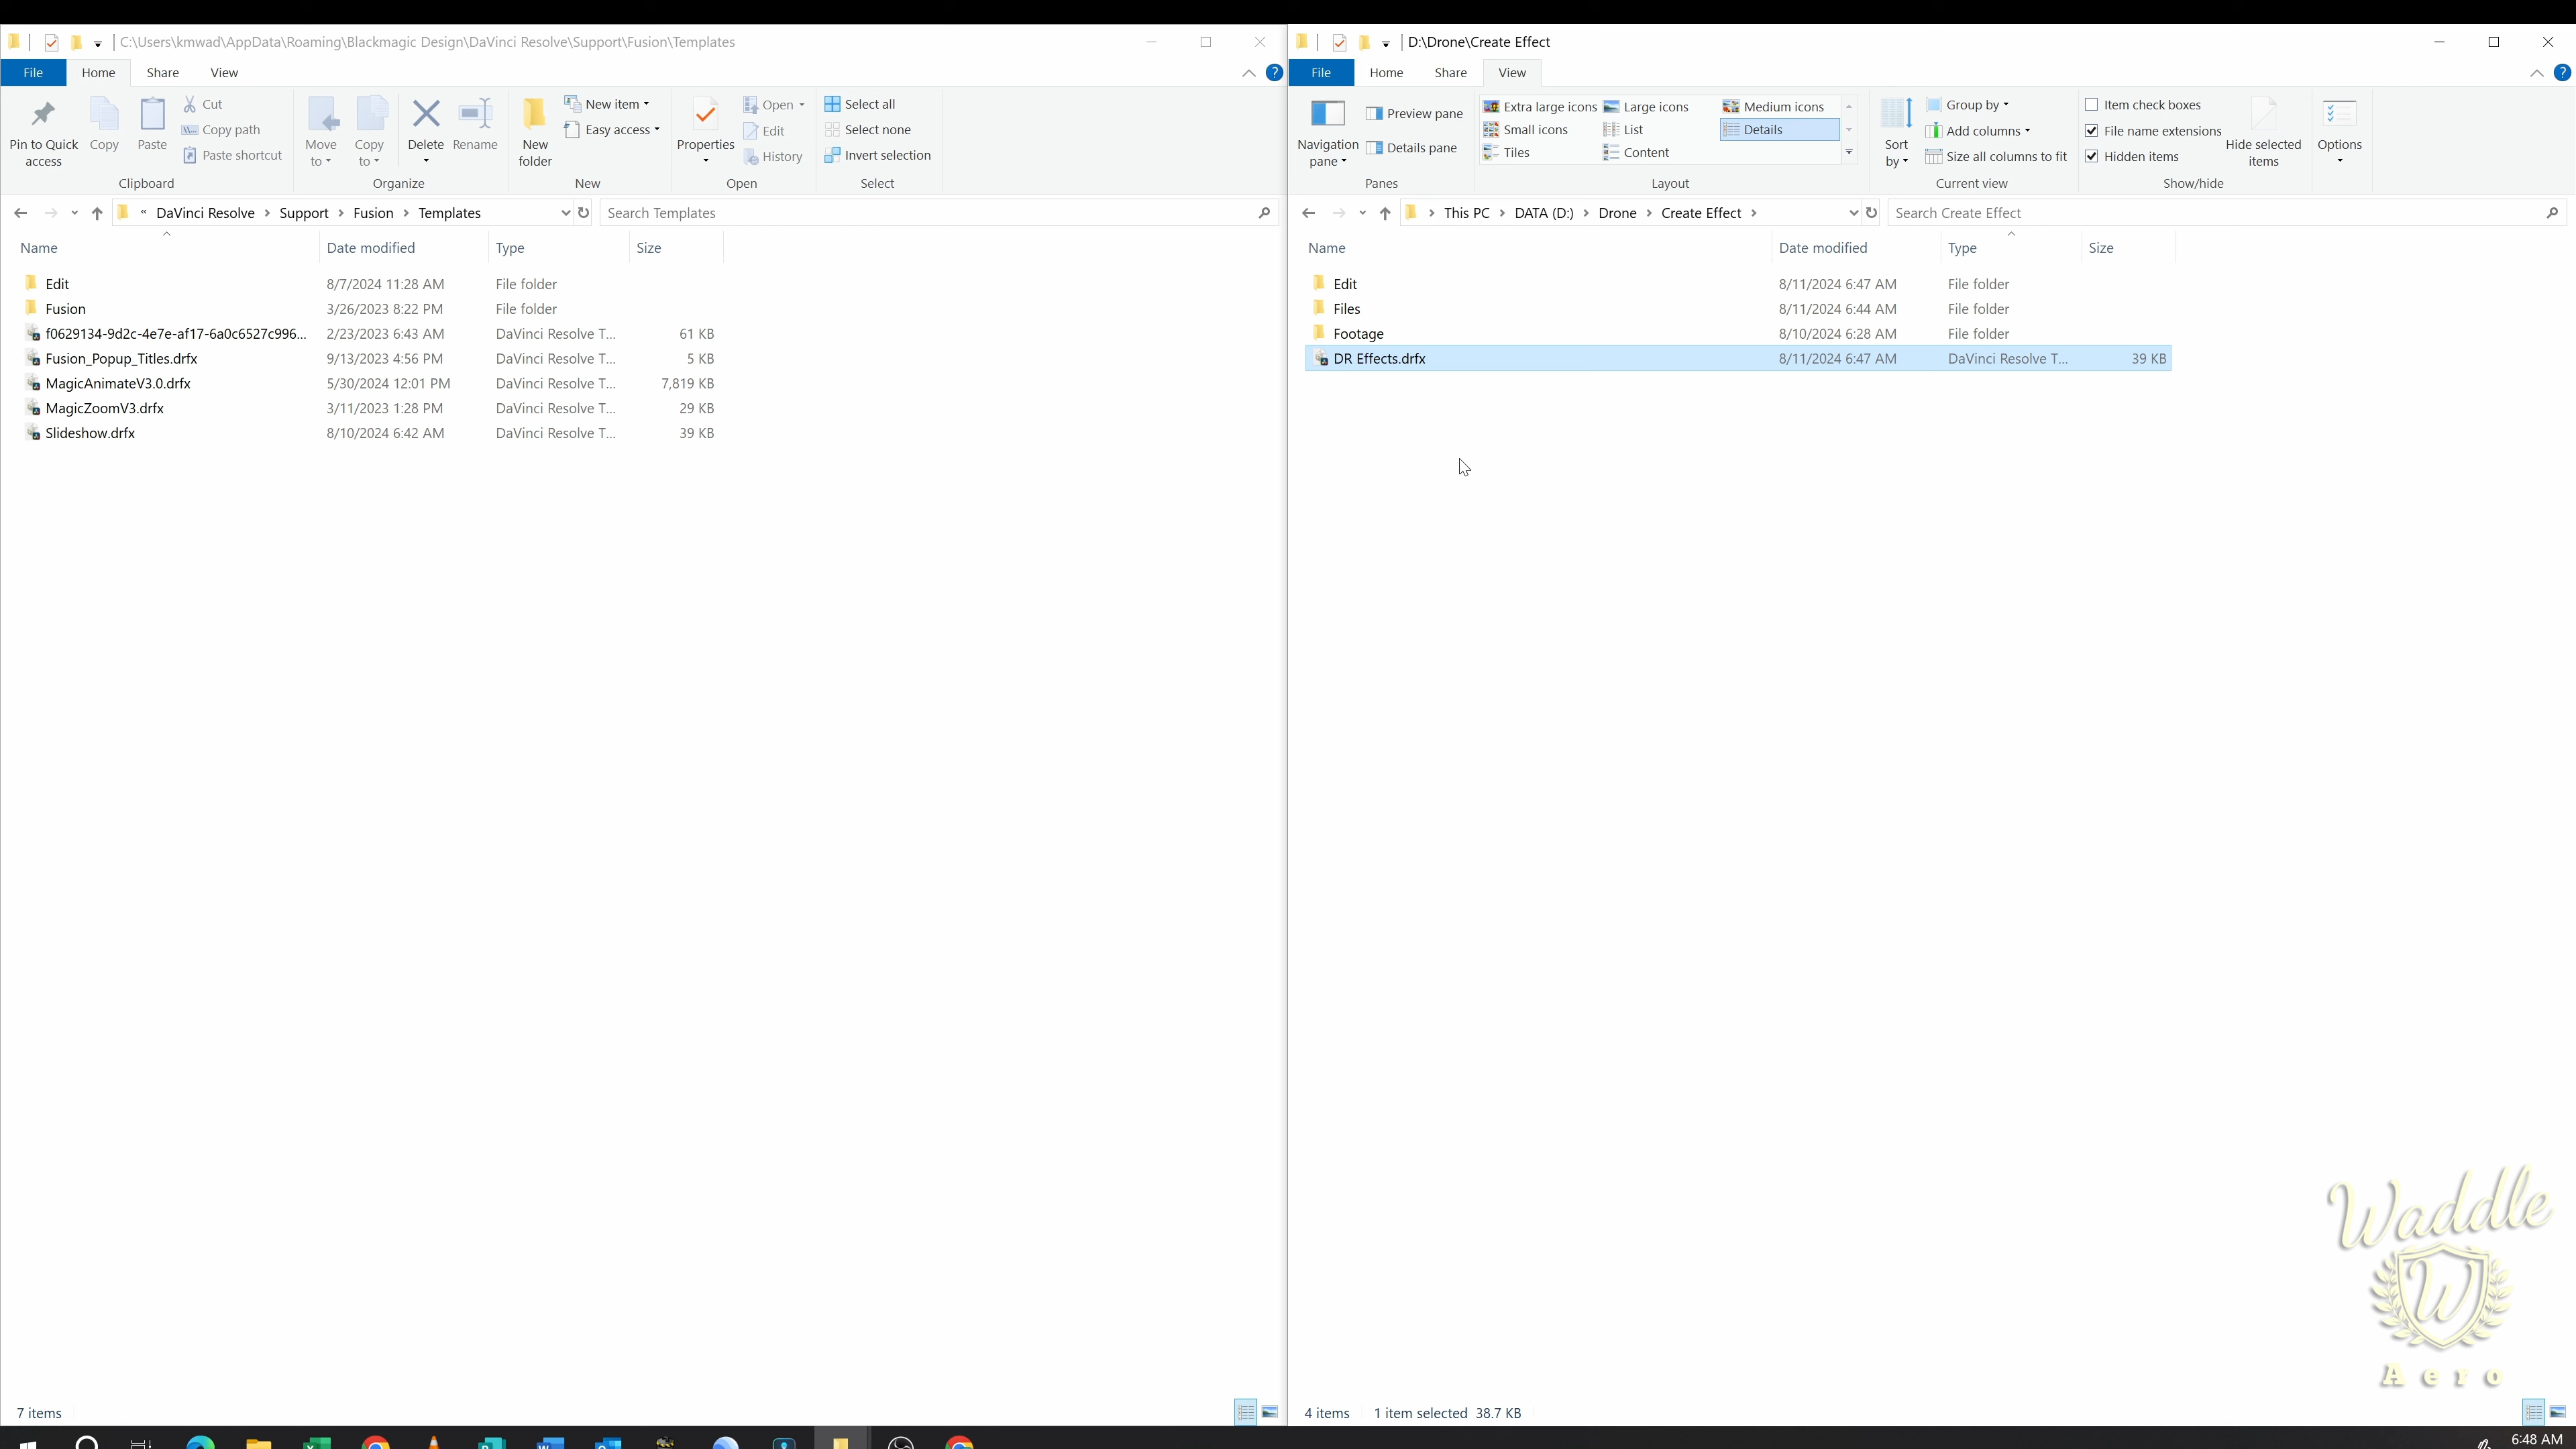 C:\Users\kmwad\AppData\Roaming\Blackmagic Design\DaVinci Resolve\Support\Fusion\Templates
File Home Share View
Pin to Quick access
Copy
Paste
Cut
Copy path
Paste shortcut
Clipboard
Move to
Copy to
Delete
Rename
Organize
New folder
New item
Easy access
New
Properties
Open
Edit
History
Open
Select all
Select none
Invert selection
Select
« DaVinci Resolve > Support > Fusion > Templates
Search Templates
Name Date modified Type Size
Edit 8/7/2024 11:28 AM File folder
Fusion 3/26/2023 8:22 PM File folder
f0629134-9d2c-4e7e-af17-6a0c6527c996... 2/23/2023 6:43 AM DaVinci Resolve T... 61 KB
Fusion_Popup_Titles.drfx 9/13/2023 4:56 PM DaVinci Resolve T... 5 KB
MagicAnimateV3.0.drfx 5/30/2024 12:01 PM DaVinci Resolve T... 7,819 KB
MagicZoomV3.drfx 3/11/2023 1:28 PM DaVinci Resolve T... 29 KB
Slideshow.drfx 8/10/2024 6:42 AM DaVinci Resolve T... 39 KB
7 items
D:\Drone\Create Effect
File Home Share View
Navigation pane
Preview pane
Details pane
Panes
Extra large icons Large icons Medium icons
Small icons List Details
Tiles Content
Layout
Sort by
Group by
Add columns
Size all columns to fit
Current view
Item check boxes
File name extensions
Hidden items
Hide selected items
Show/hide
Options
> This PC > DATA (D:) > Drone > Create Effect >
Search Create Effect
Name Date modified Type Size
Edit 8/11/2024 6:47 AM File folder
Files 8/11/2024 6:44 AM File folder
Footage 8/10/2024 6:28 AM File folder
DR Effects.drfx 8/11/2024 6:47 AM DaVinci Resolve T... 39 KB
Waddle
W
Aero
4 items 1 item selected 38.7 KB
6:48 AM